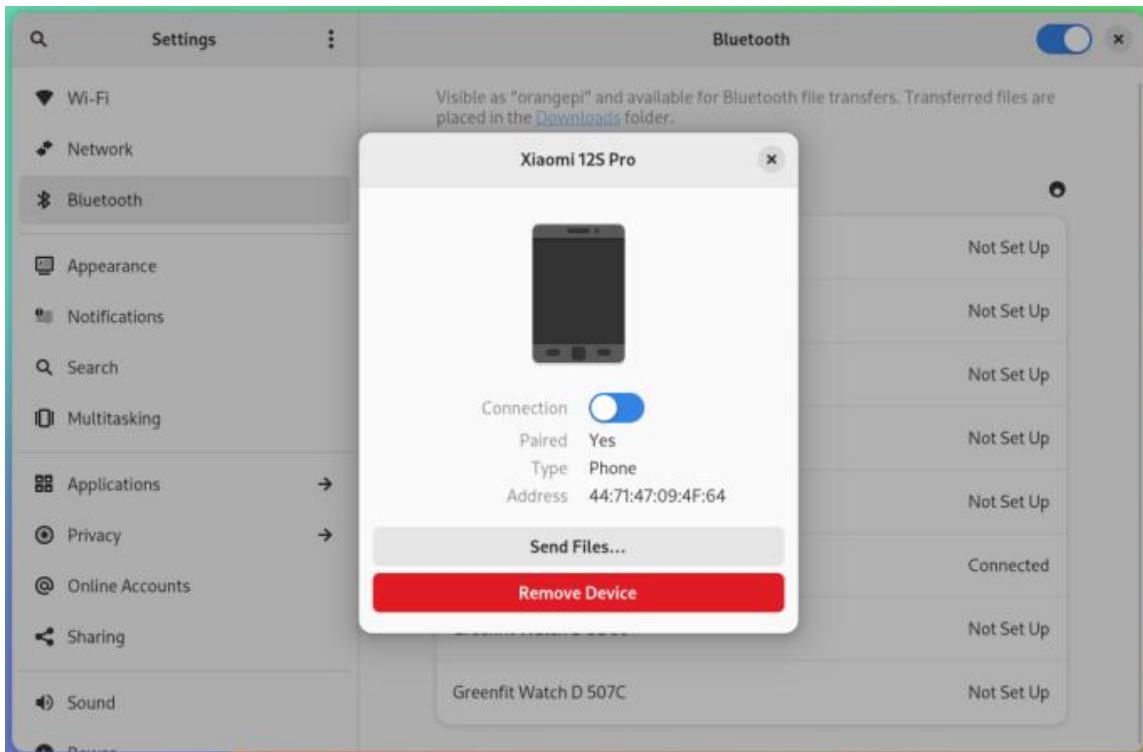 Settings
Bluetooth
Wi-Fi
Network
Bluetooth
Appearance
Notifications
Search
Multitasking
Applications
Privacy
Online Accounts
Sharing
Sound
Visible as "orangepi" and available for Bluetooth file transfers. Transferred files are
placed in the Downloads folder.
Xiaomi 12S Pro
Connection
Paired Yes
Type Phone
Address 44:71:47:09:4F:64
Send Files...
Remove Device
Not Set Up
Not Set Up
Not Set Up
Not Set Up
Not Set Up
Connected
Not Set Up
Greenfit Watch D 507C Not Set Up